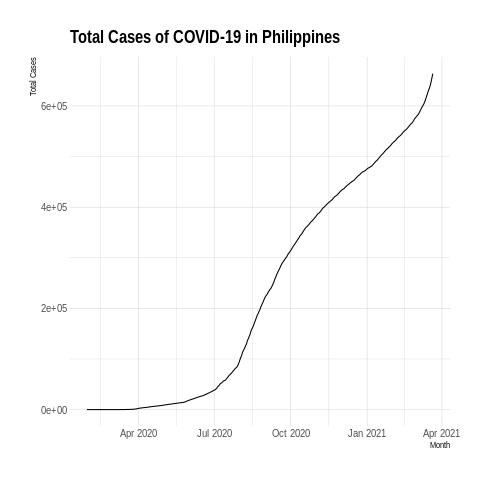 Total Cases of COVID-19 in Philippines
Total Cases
6e+05
4e+05
2e+05
0e+00
Apr 2020 Jul 2020 Oct 2020 Jan 2021 Apr 2021
Month